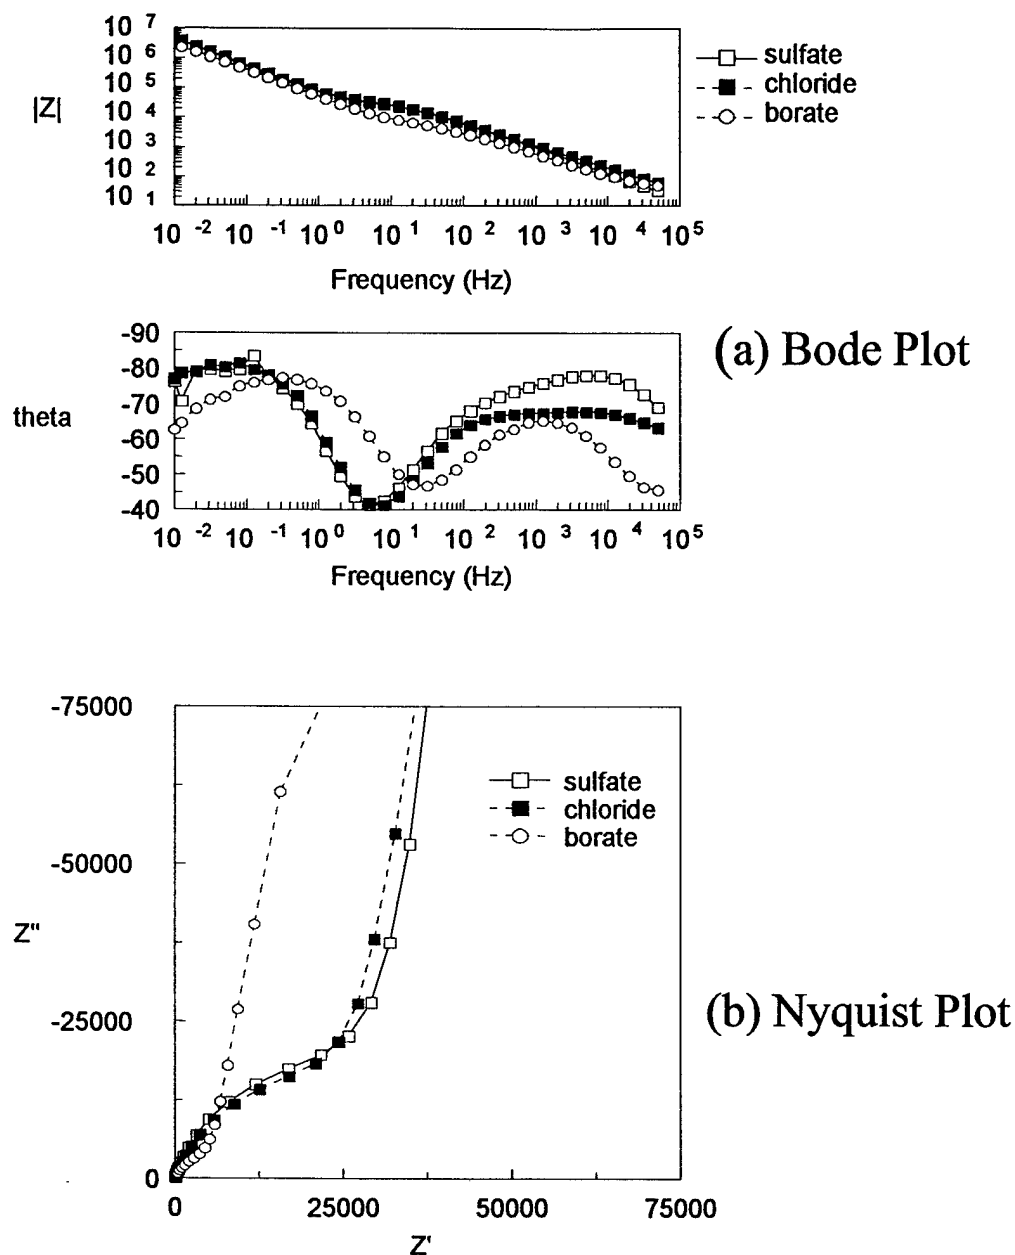 10 7
10 6
10 5
10 4
10 3
10 2
10 1
|Z|
sulfate
chloride
borate
10 -2 10 -1 10 0 10 1 10 2 10 3 10 4 10 5
Frequency (Hz)
-90
-80
-70
-60
-50
-40
theta
(a) Bode Plot
10 -2 10 -1 10 0 10 1 10 2 10 3 10 4 10 5
Frequency (Hz)
-75000
-50000
-25000
0
Z"
sulfate
chloride
borate
(b) Nyquist Plot
0 25000 50000 75000
Z'